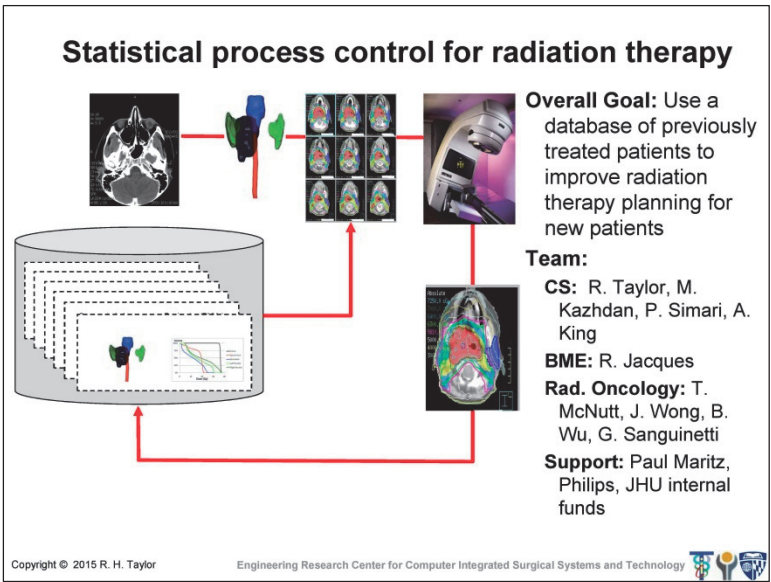 Statistical process control for radiation therapy
Overall Goal: Use a
database of previously
treated patients to
improve radiation
therapy planning for
new patients
Team:
CS: R. Taylor, M.
Kazhdan, P. Simari, A.
King
BME: R. Jacques
Rad. Oncology: T.
McNutt, J. Wong, B.
Wu, G. Sanguinetti
Support: Paul Maritz,
Philips, JHU internal
funds
Absolute
Copyright © 2015 R. H. Taylor
Engineering Research Center for Computer Integrated Surgical Systems and Technology